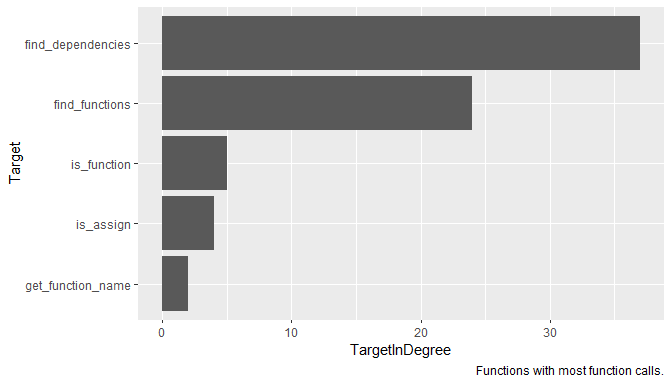 find_dependencies
find_functions
is_function
is_assign
get_function_name
Target
0 10 20 30
TargetInDegree
Functions with most function calls.